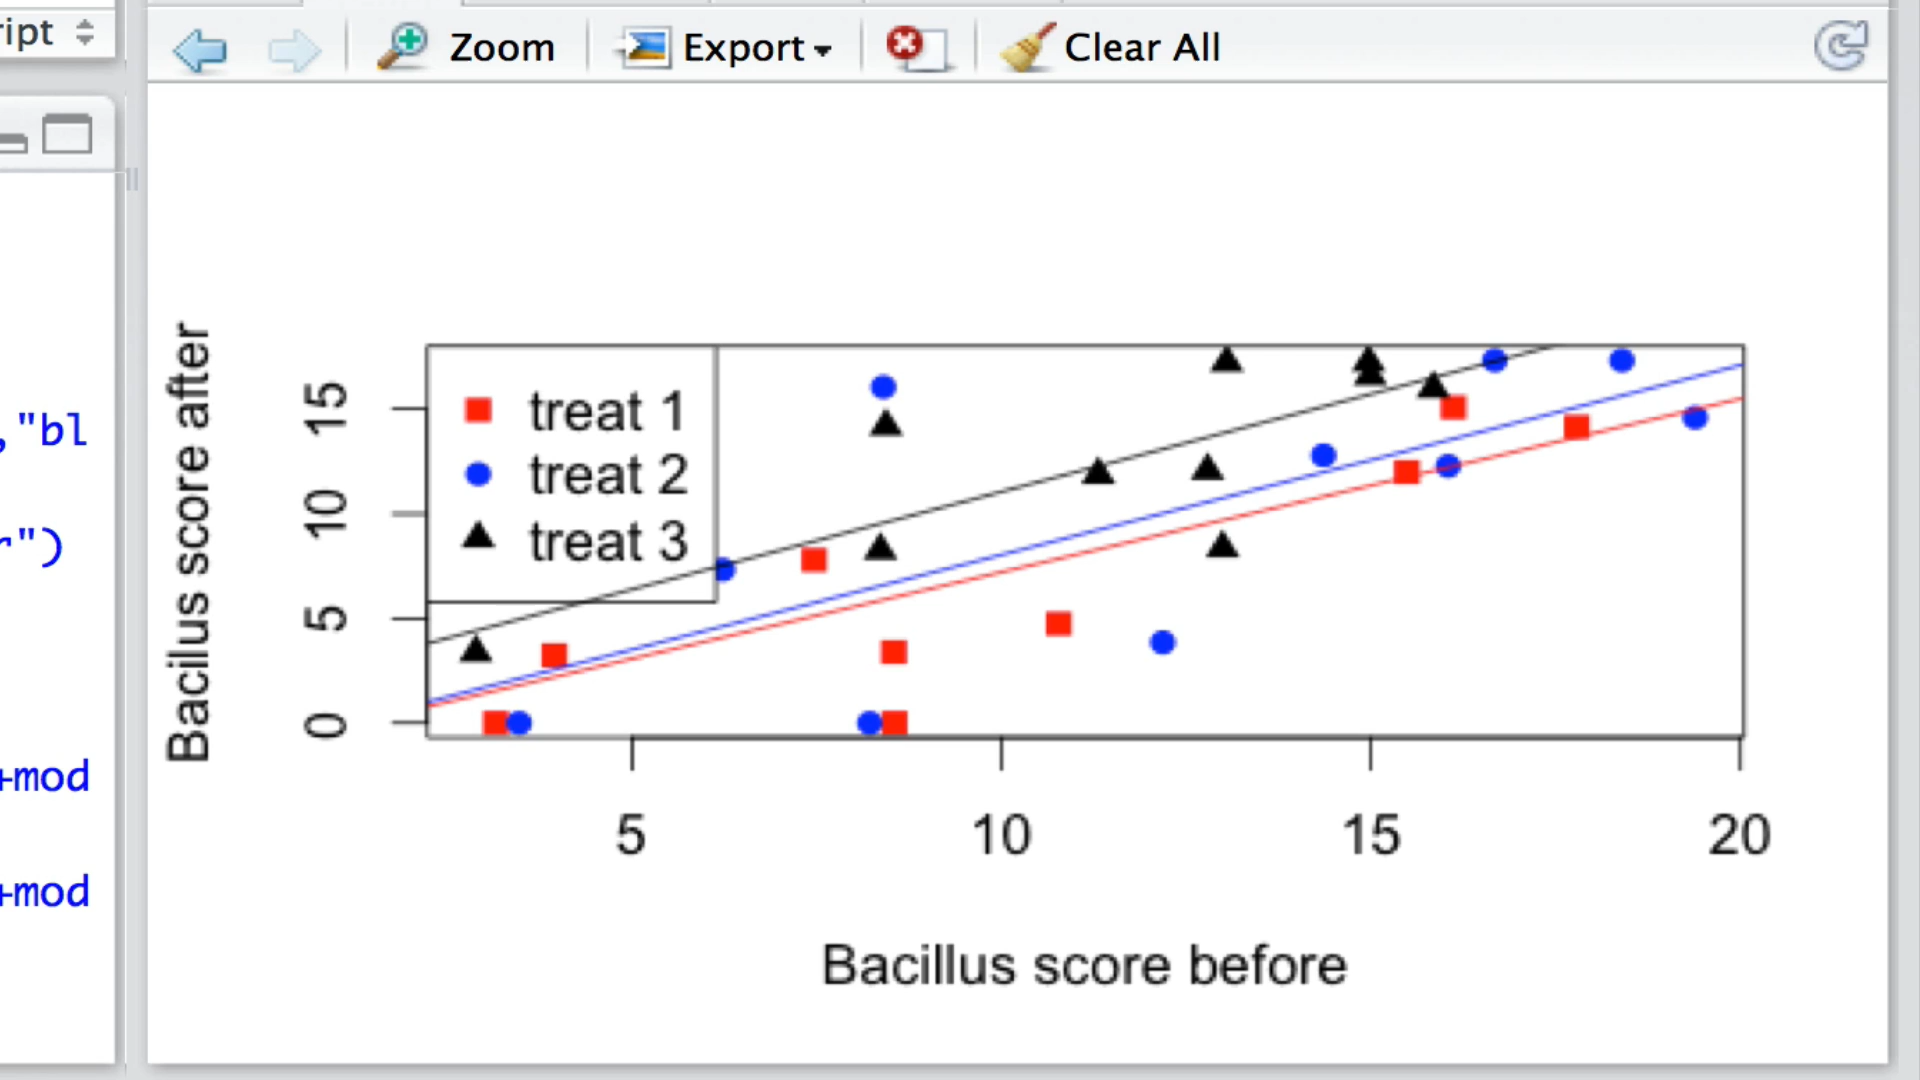 ript
Zoom Export Clear All
,"bl
r")
+mod
+mod
Bacilus score after
15
10
5
0
treat 1
treat 2
treat 3
5 10 15 20
Bacillus score before